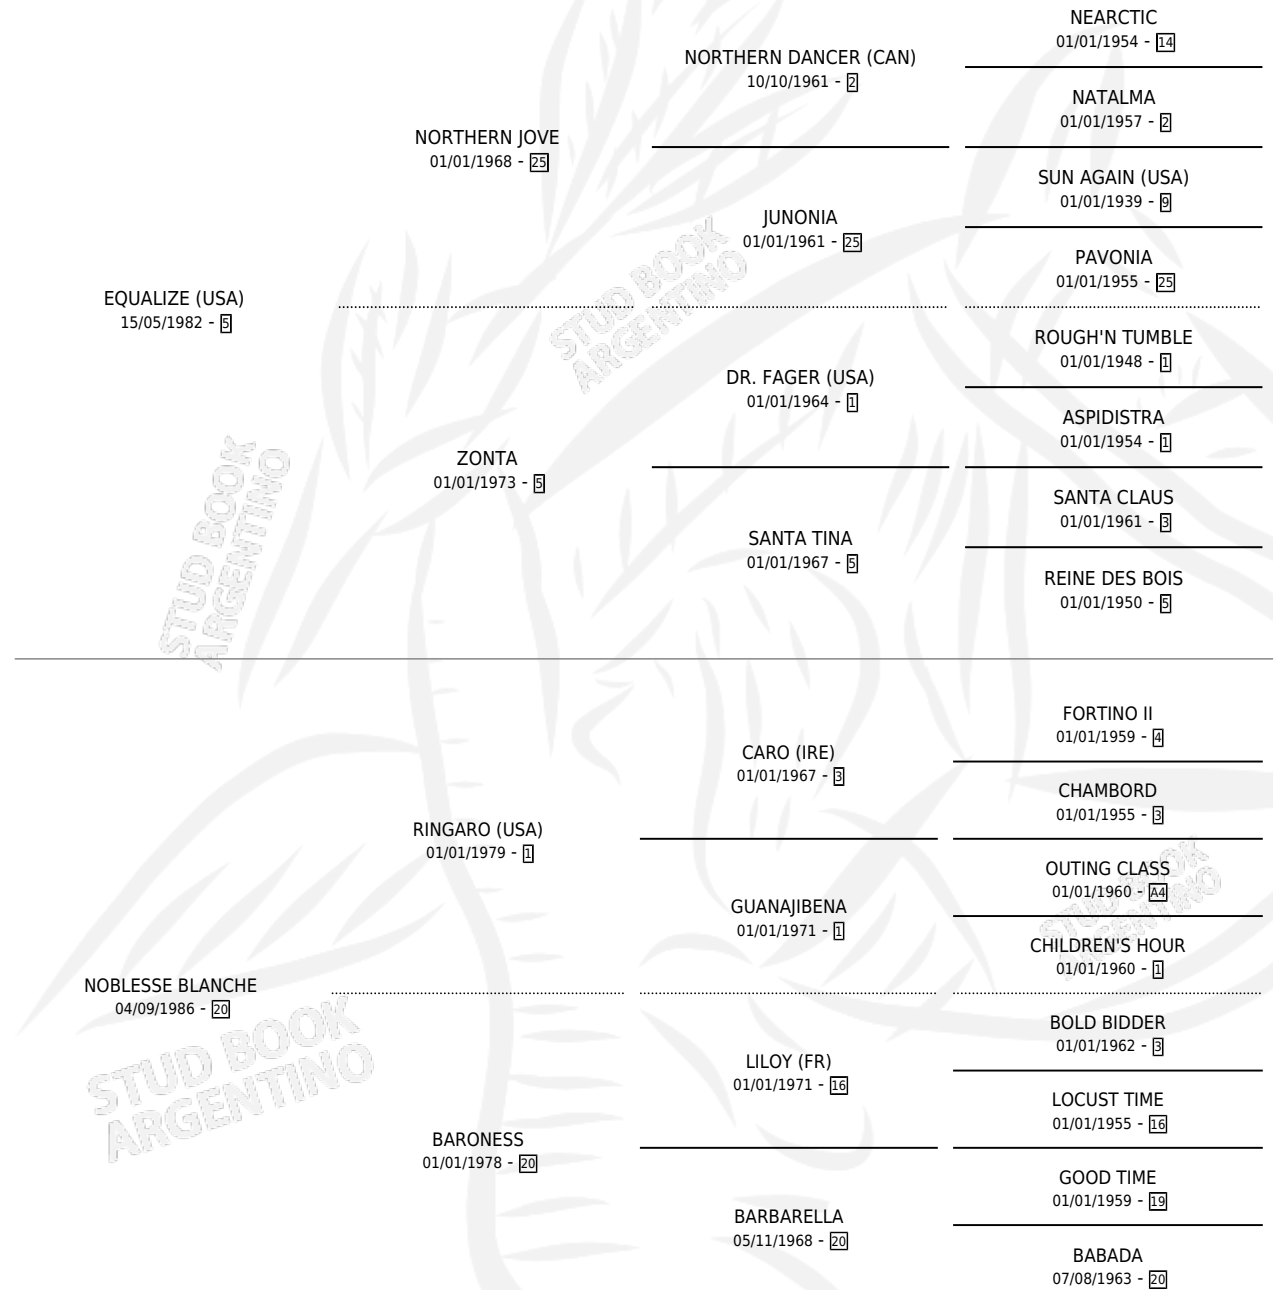 NEARCTIC
01/01/1954 - 14
NORTHERN DANCER (CAN)
10/10/1961 - 2
NATALMA
01/01/1957 - 2
NORTHERN JOVE
01/01/1968 - 25
SUN AGAIN (USA)
01/01/1939 - 9
JUNONIA
01/01/1961 - 25
PAVONIA
01/01/1955 - 25
EQUALIZE (USA)
15/05/1982 - 5
ROUGH'N TUMBLE
01/01/1948 - 1
DR. FAGER (USA)
01/01/1964 - 1
ASPIDISTRA
01/01/1954 - 1
ZONTA
01/01/1973 - 5
SANTA CLAUS
01/01/1961 - 3
SANTA TINA
01/01/1967 - 5
REINE DES BOIS
01/01/1950 - 5
STUD BOOK
ARGENTINO
STUD BOOK
ARGENTINO
FORTINO II
01/01/1959 - 4
CARO (IRE)
01/01/1967 - 3
CHAMBORD
01/01/1955 - 3
RINGARO (USA)
01/01/1979 - 1
OUTING CLASS
01/01/1960 - A4
GUANAJIBENA
01/01/1971 - 1
CHILDREN'S HOUR
01/01/1960 - 1
STUD BOOK
ARGENTINO
NOBLESSE BLANCHE
04/09/1986 - 20
BOLD BIDDER
01/01/1962 - 3
LILOY (FR)
01/01/1971 - 16
LOCUST TIME
01/01/1955 - 16
STUD BOOK
ARGENTINO
BARONESS
01/01/1978 - 20
GOOD TIME
01/01/1959 - 19
BARBARELLA
05/11/1968 - 20
BABADA
07/08/1963 - 20